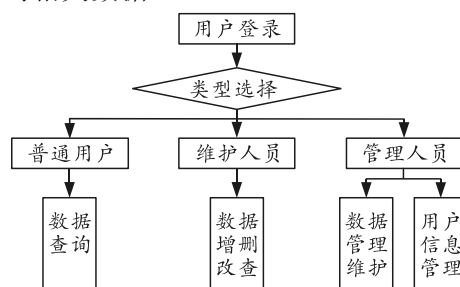 用户登录
类型选择
普通用户
维护人员
管理人员
数据
查询
数据
增删
改查
数据
管理
维护
用户
信息
管理